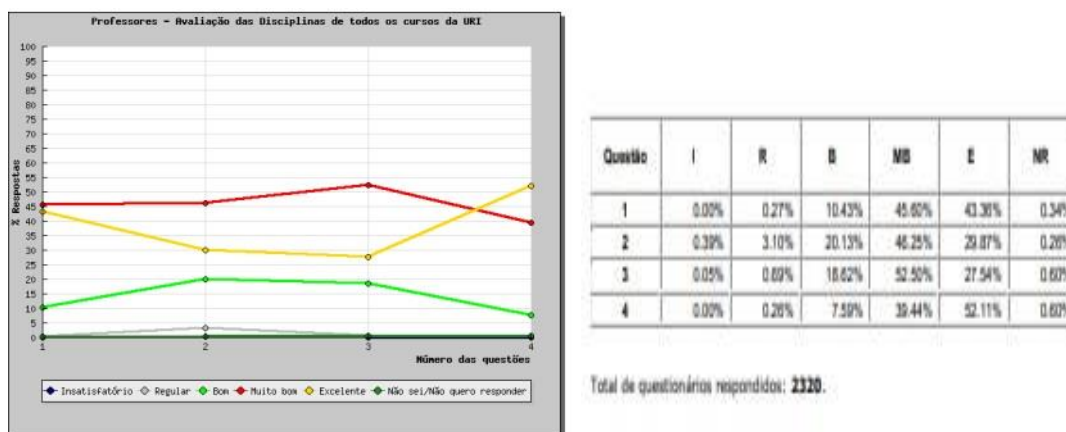 Professores - Avaliação das Disciplinas de todos os cursos da URI
% Respostas
100
95
90
85
80
75
70
65
60
55
50
45
40
35
30
25
20
15
10
5
0
1 2 3 4
Número das questões
Insatisfatório Regular Bom Muito bom Excelente Não sei/Não quero responder
Questão I R B MB E NR
1 0.00% 0.27% 10.43% 45.60% 43.36% 0.34%
2 0.39% 3.10% 20.13% 46.25% 29.87% 0.26%
3 0.05% 0.69% 18.62% 52.50% 27.54% 0.60%
4 0.00% 0.26% 7.59% 39.44% 52.11% 0.60%
Total de questionários respondidos: 2320.